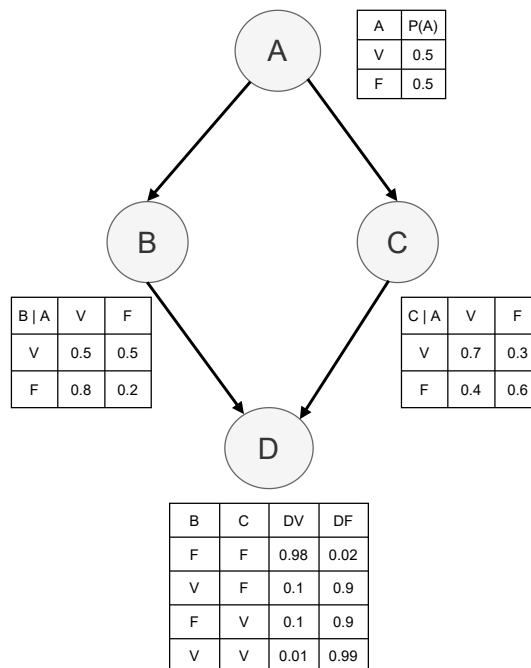 A
A P(A)
V 0.5
F 0.5
B
C
B | A V F
V 0.5 0.5
F 0.8 0.2
C | A V F
V 0.7 0.3
F 0.4 0.6
D
B C DV DF
F F 0.98 0.02
V F 0.1 0.9
F V 0.1 0.9
V V 0.01 0.99